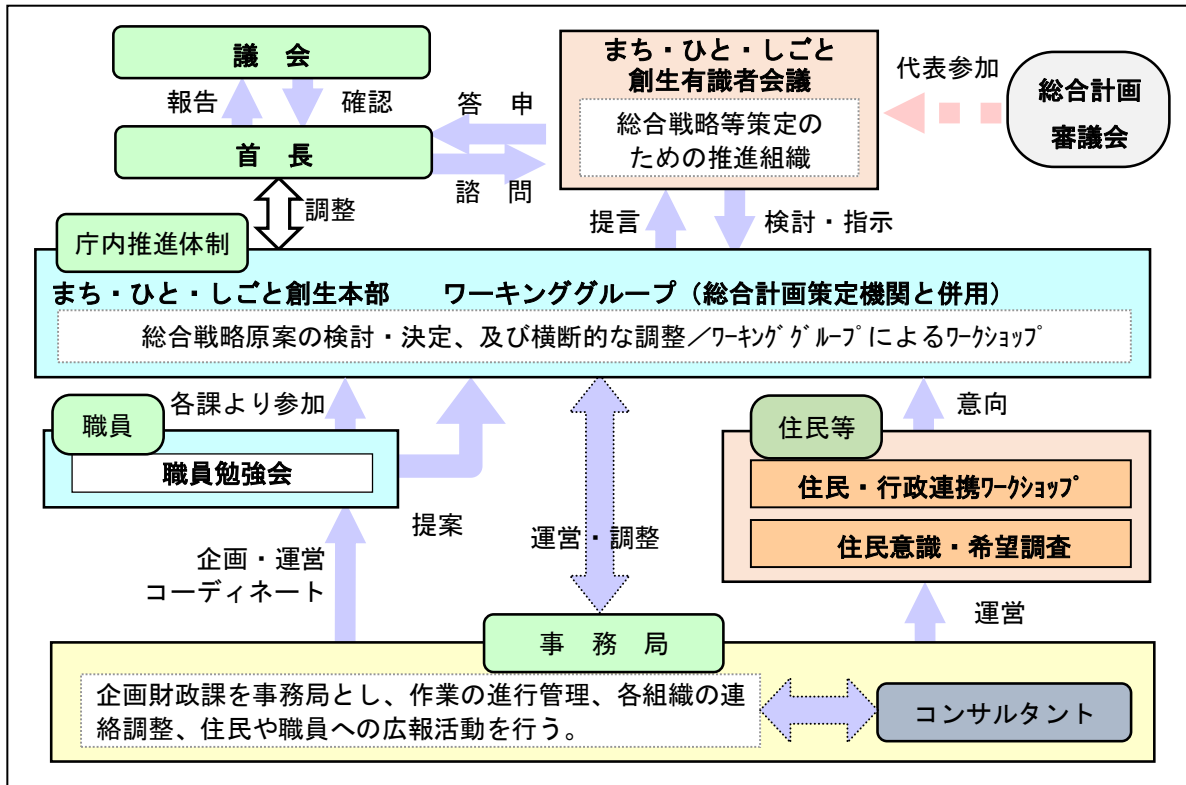 議　会
報告
確認
首　長
答　申
諮　問
まち・ひと・しごと
創生有識者会議
総合戦略等策定の
ための推進組織
代表参加
総合計画
審議会
調整
提言
検討・指示
庁内推進体制
まち・ひと・しごと創生本部　　ワーキンググループ（総合計画策定機関と併用）
総合戦略原案の検討・決定、及び横断的な調整／ﾜｰｷﾝｸﾞｸﾞﾙｰﾌﾟによるﾜｰｸｼｮｯﾌﾟ
各課より参加
職員
職員勉強会
提案
企画・運営
コーディネート
運営・調整
意向
住民等
住民・行政連携ﾜｰｸｼｮｯﾌﾟ
住民意識・希望調査
運営
事　務　局
企画財政課を事務局とし、作業の進行管理、各組織の連
絡調整、住民や職員への広報活動を行う。
コンサルタント